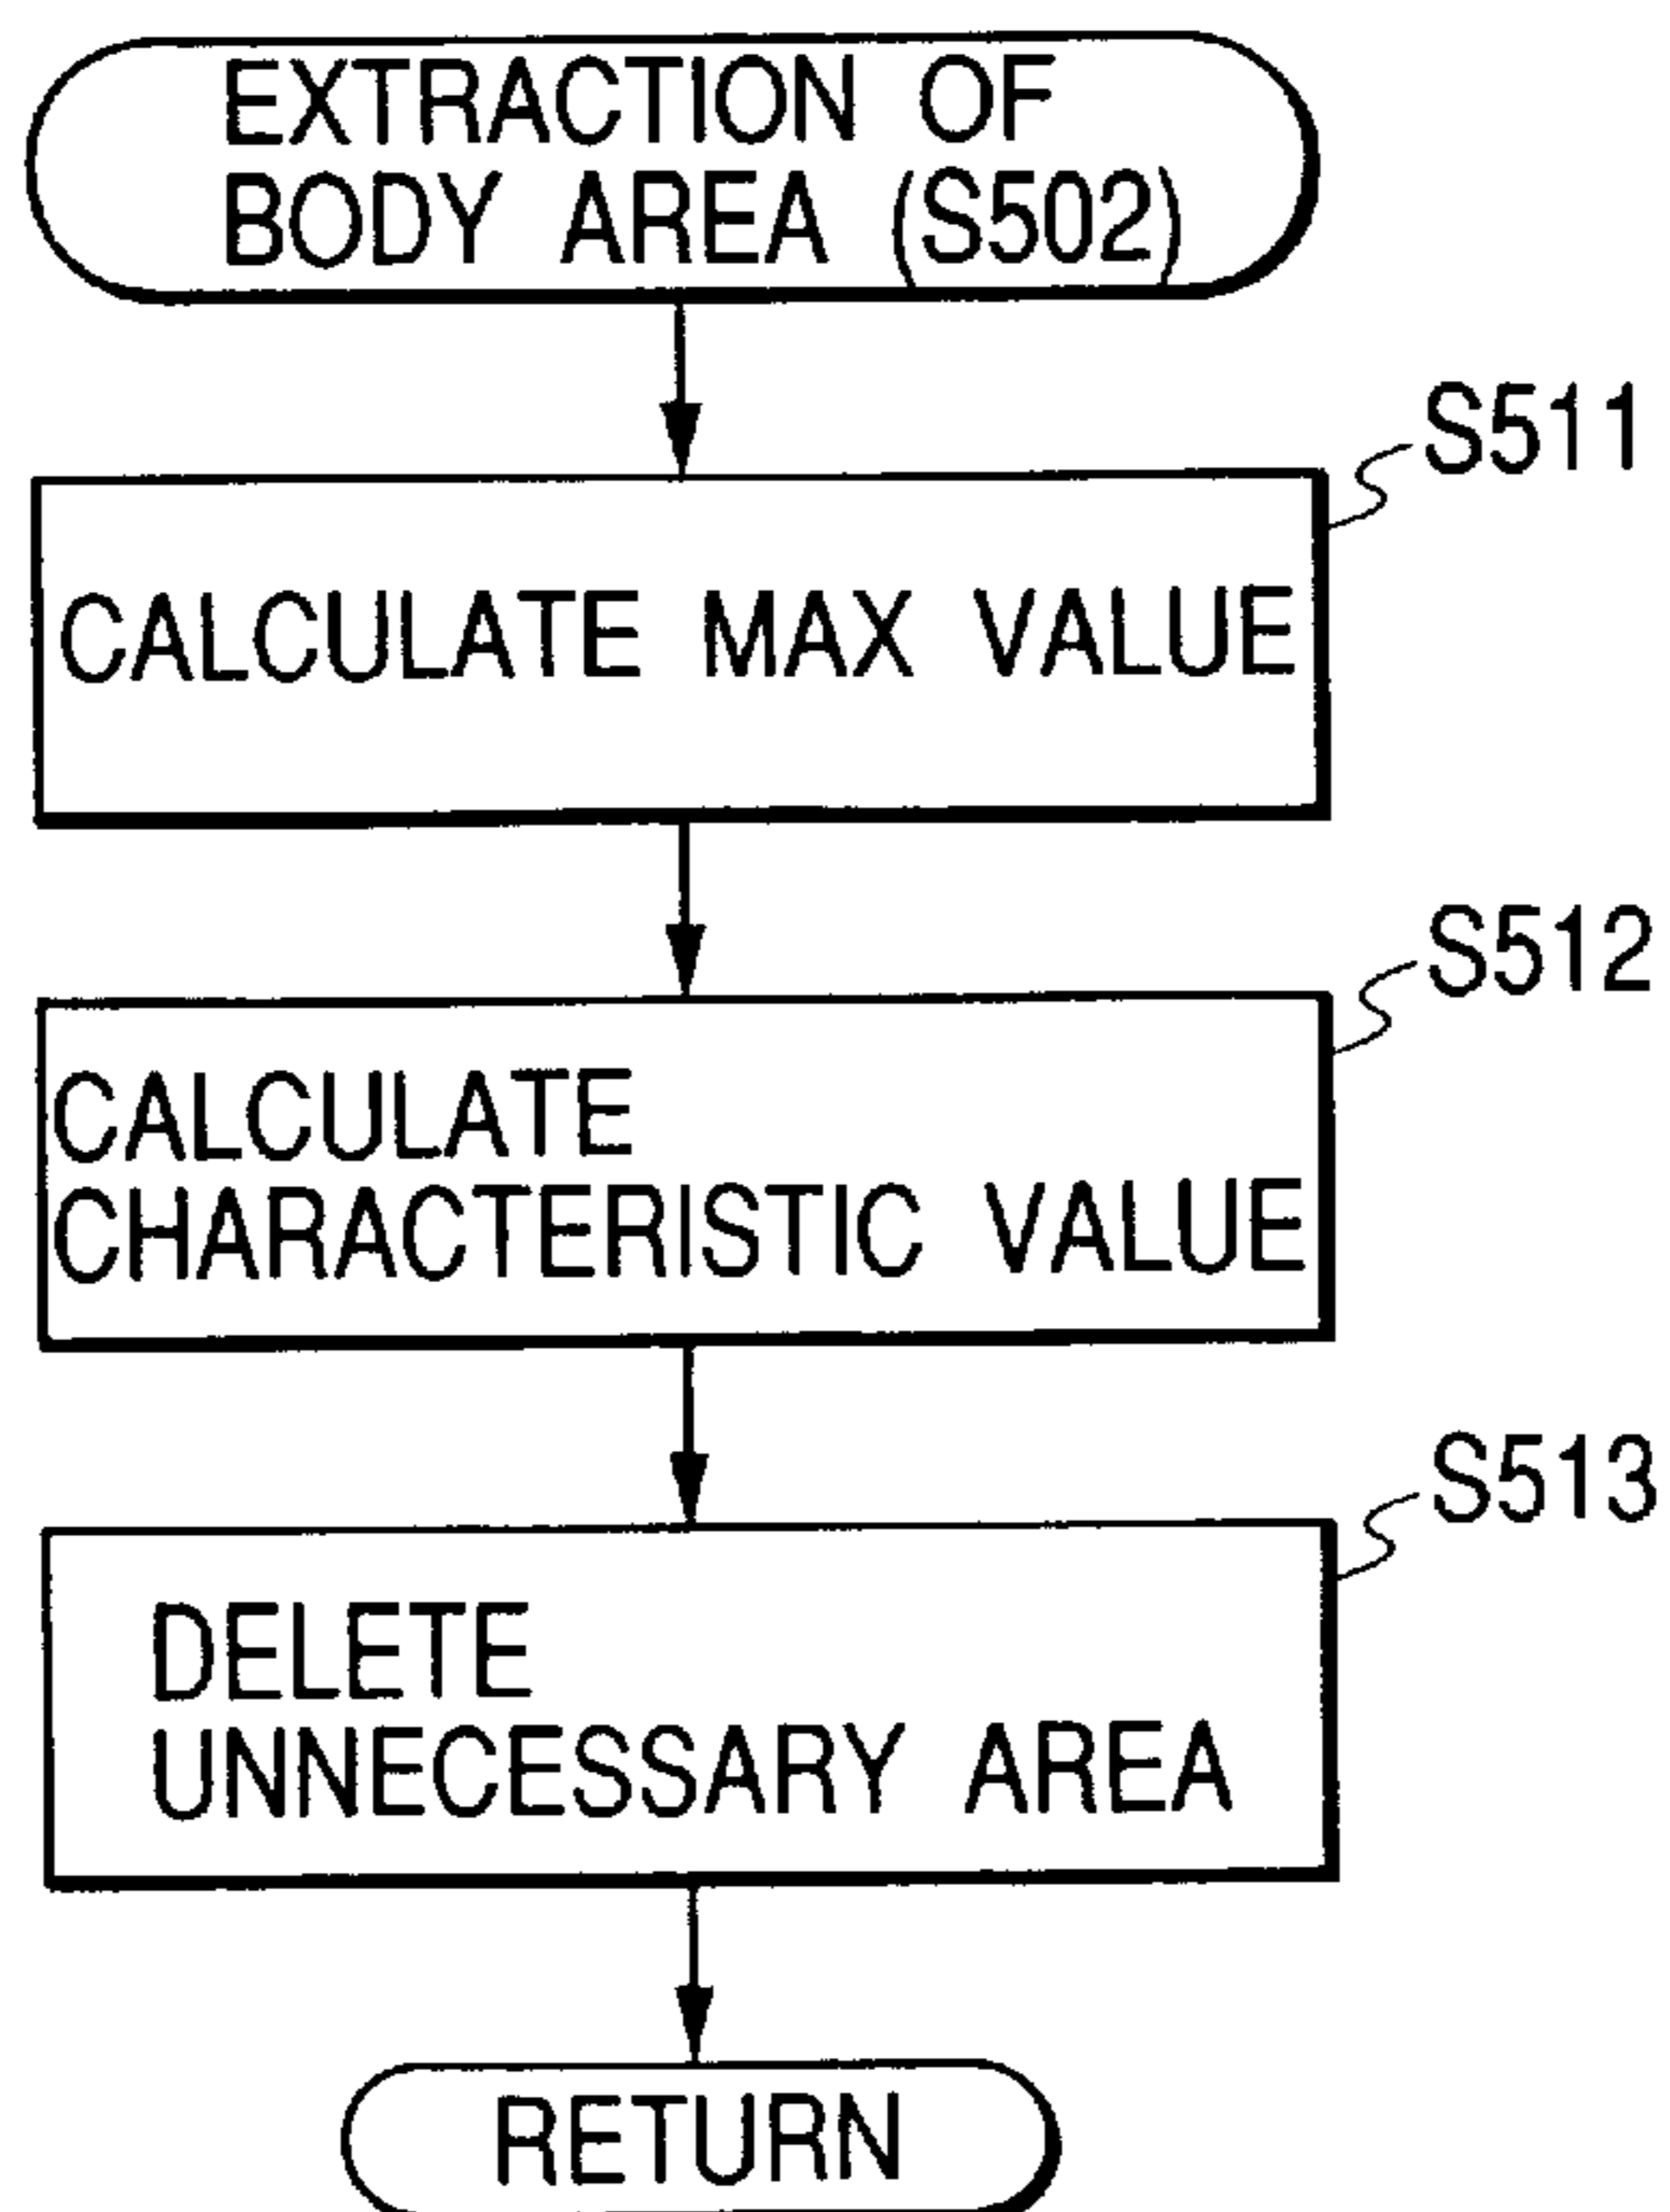 EXTRACTION OF
BODY AREA (S502)
S511
CALCULATE MAX VALUE
S512
CALCULATE
CHARACTERISTIC VALUE
S513
DELETE
UNNECESSARY AREA
RETURN